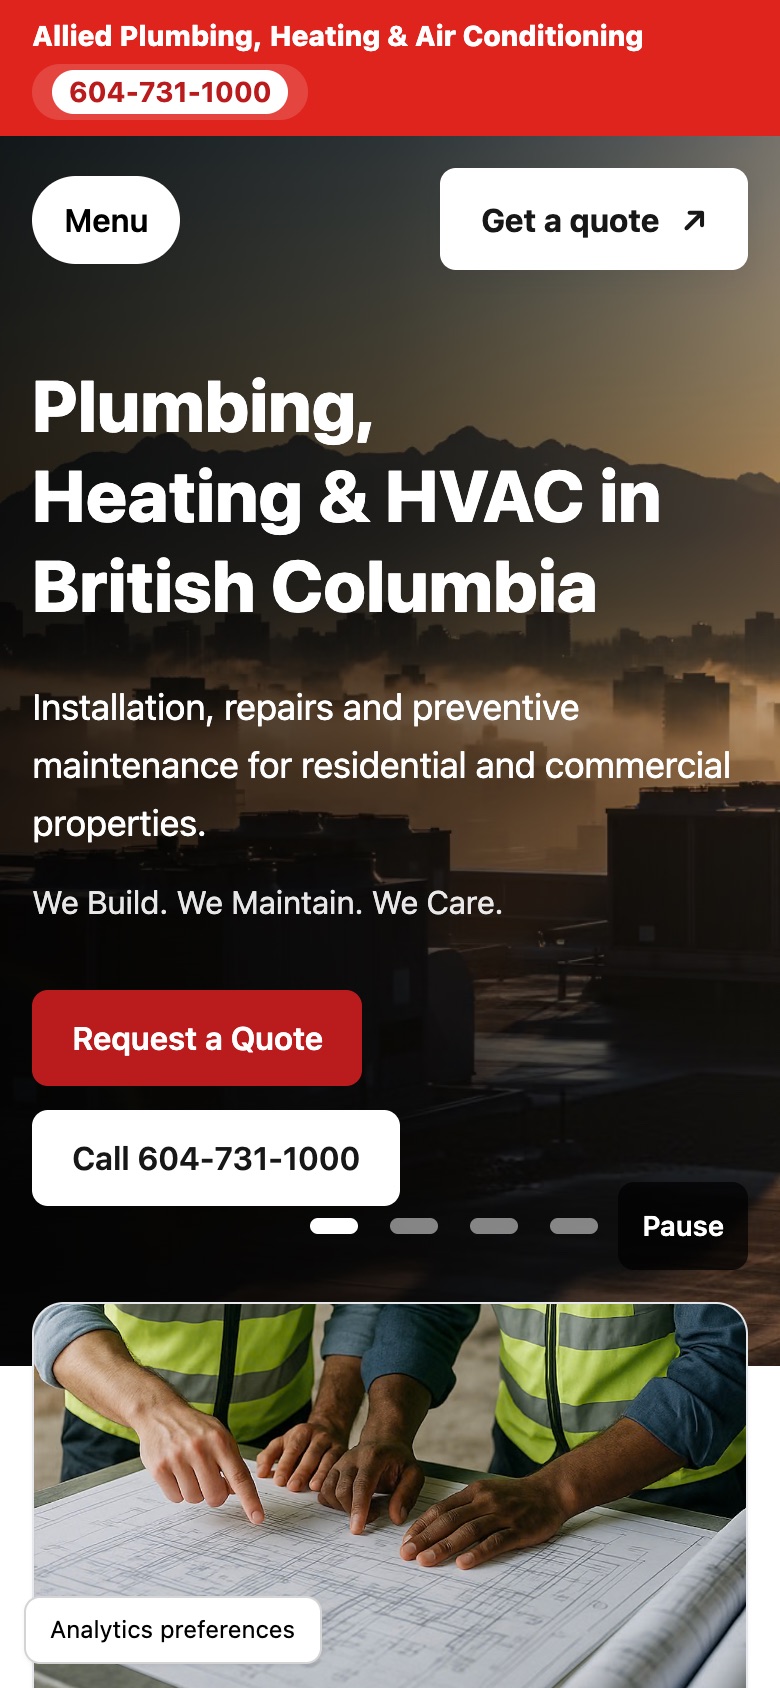 Allied Plumbing, Heating & Air Conditioning
604-731-1000
Menu
Get a quote
Plumbing,
Heating & HVAC in
British Columbia
Installation, repairs and preventive
maintenance for residential and commercial
properties.
We Build. We Maintain. We Care.
Request a Quote
Call 604-731-1000
Pause
Analytics preferences